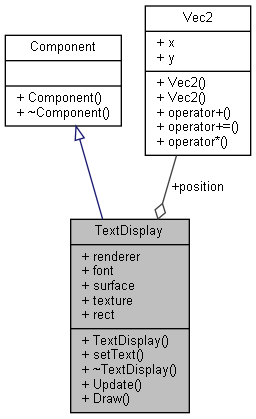 Component
+ Component()
+ ~Component()
Vec2
+ x
+ y
+ Vec2()
+ Vec2()
+ operator+()
+ operator+=()
+ operator*()
+position
TextDisplay
+ renderer
+ font
+ surface
+ texture
+ rect
+ TextDisplay()
+ setText()
+ ~TextDisplay()
+ Update()
+ Draw()